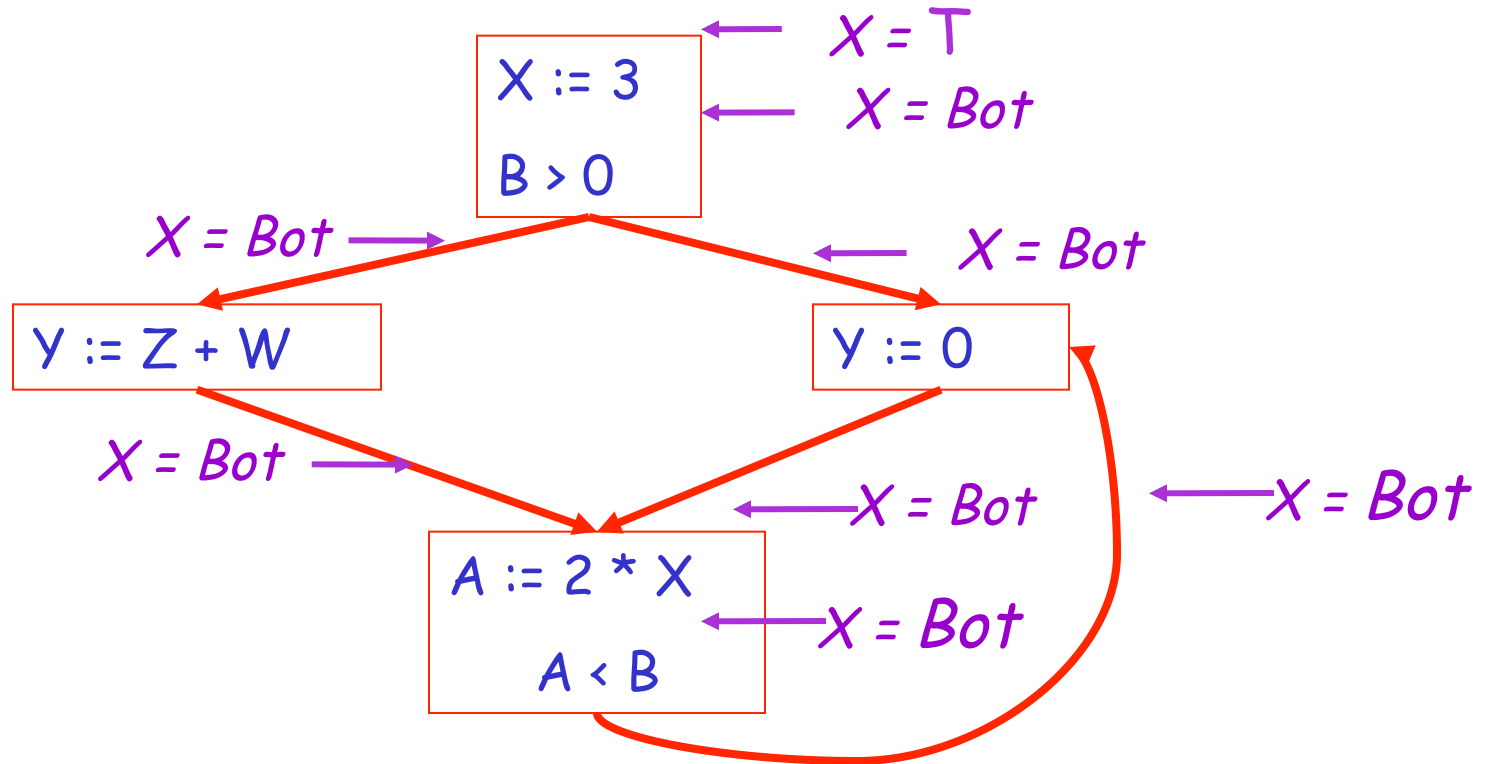 X = T
X := 3
X = Bot
B > 0
X = Bot
X = Bot
Y := Z + W
Y := 0
X = Bot
X = Bot
X = Bot
A := 2 * X
X = Bot
A < B